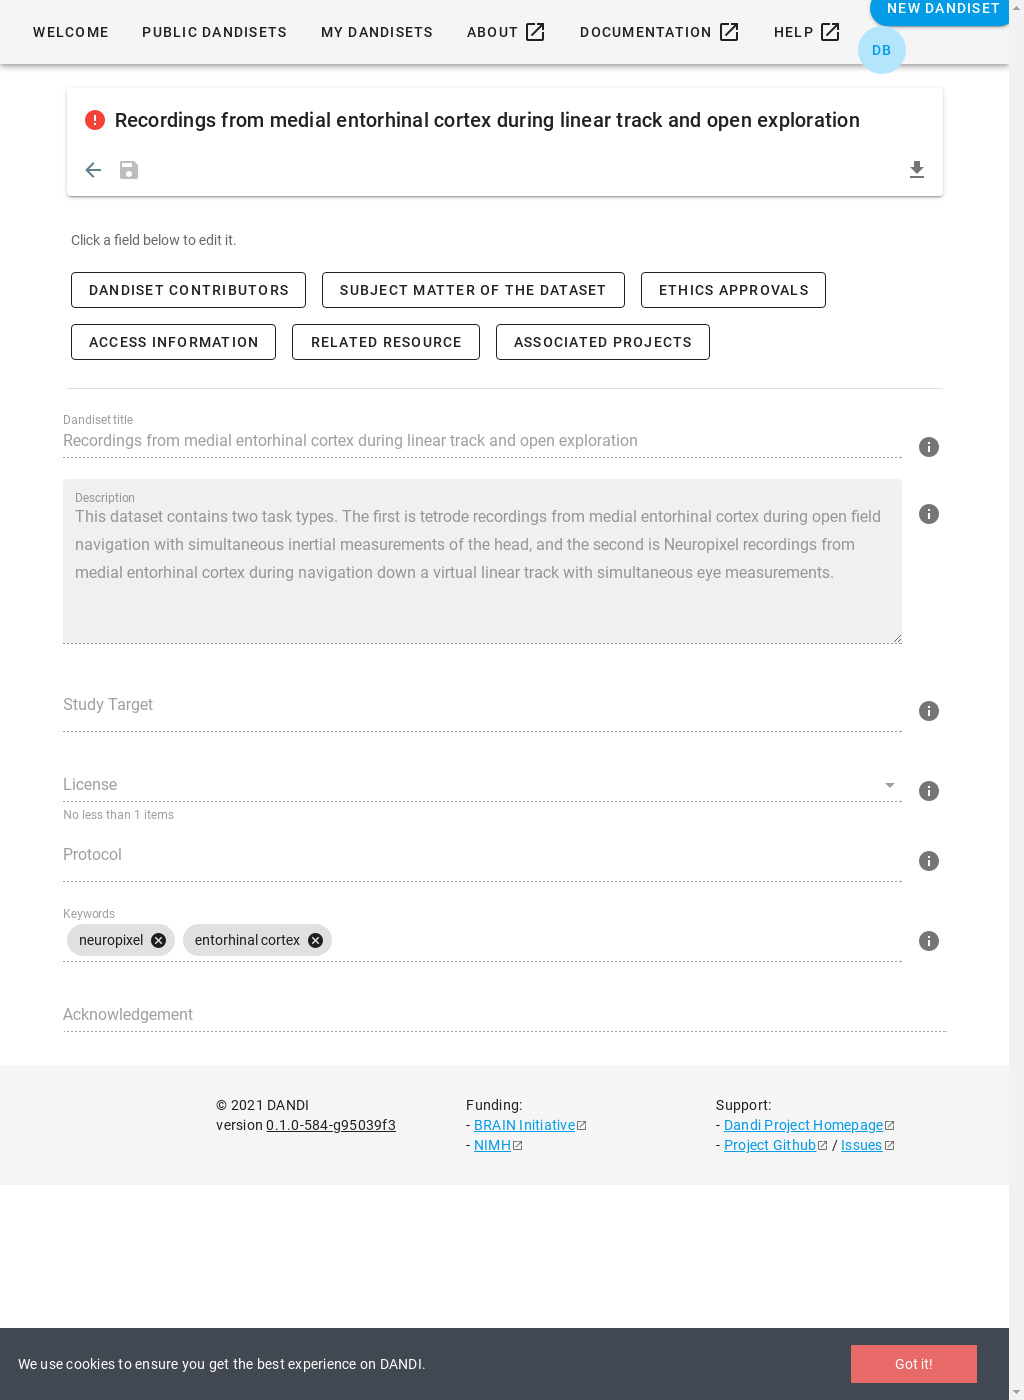 NEW DANDISET
WELCOME PUBLIC DANDISETS MY DANDISETS ABOUT DOCUMENTATION HELP
DB
Recordings from medial entorhinal cortex during linear track and open exploration
Click a field below to edit it.
DANDISET CONTRIBUTORS SUBJECT MATTER OF THE DATASET ETHICS APPROVALS
ACCESS INFORMATION RELATED RESOURCE ASSOCIATED PROJECTS
Dandiset title
Recordings from medial entorhinal cortex during linear track and open exploration
Description
This dataset contains two task types. The first is tetrode recordings from medial entorhinal cortex during open field
navigation with simultaneous inertial measurements of the head, and the second is Neuropixel recordings from
medial entorhinal cortex during navigation down a virtual linear track with simultaneous eye measurements.
Study Target
License
No less than 1 items
Protocol
Keywords
neuropixel entorhinal cortex
Acknowledgement
© 2021 DANDI
version 0.1.0-584-g95039f3
Funding:
- BRAIN Initiative
- NIMH
Support:
- Dandi Project Homepage
- Project Github / Issues
We use cookies to ensure you get the best experience on DANDI.
Got it!